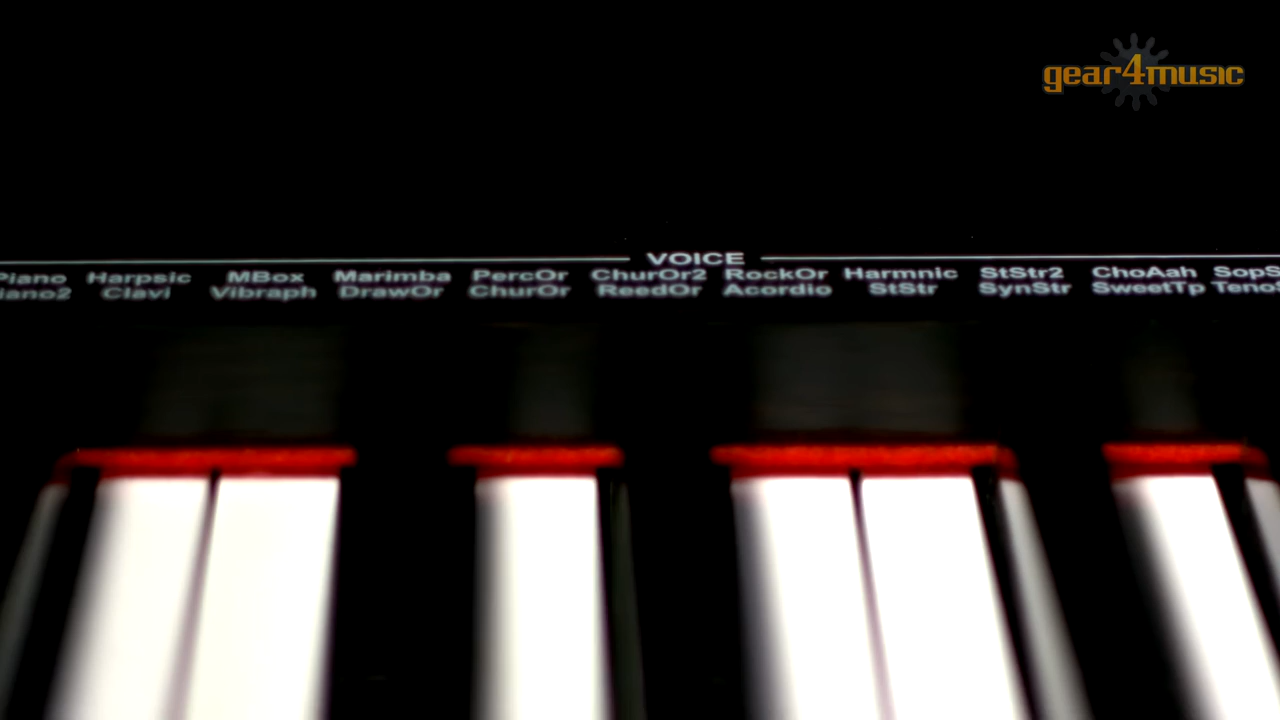 gear4music
VOICE
Piano Harpsic MBox Marimba PercOr ChurOr2 RockOr Harmnic StStr2 ChoAah
Clavi Vibraph DrawOr ChurOr ReedOr Acordio StStr SynStr SweetTp